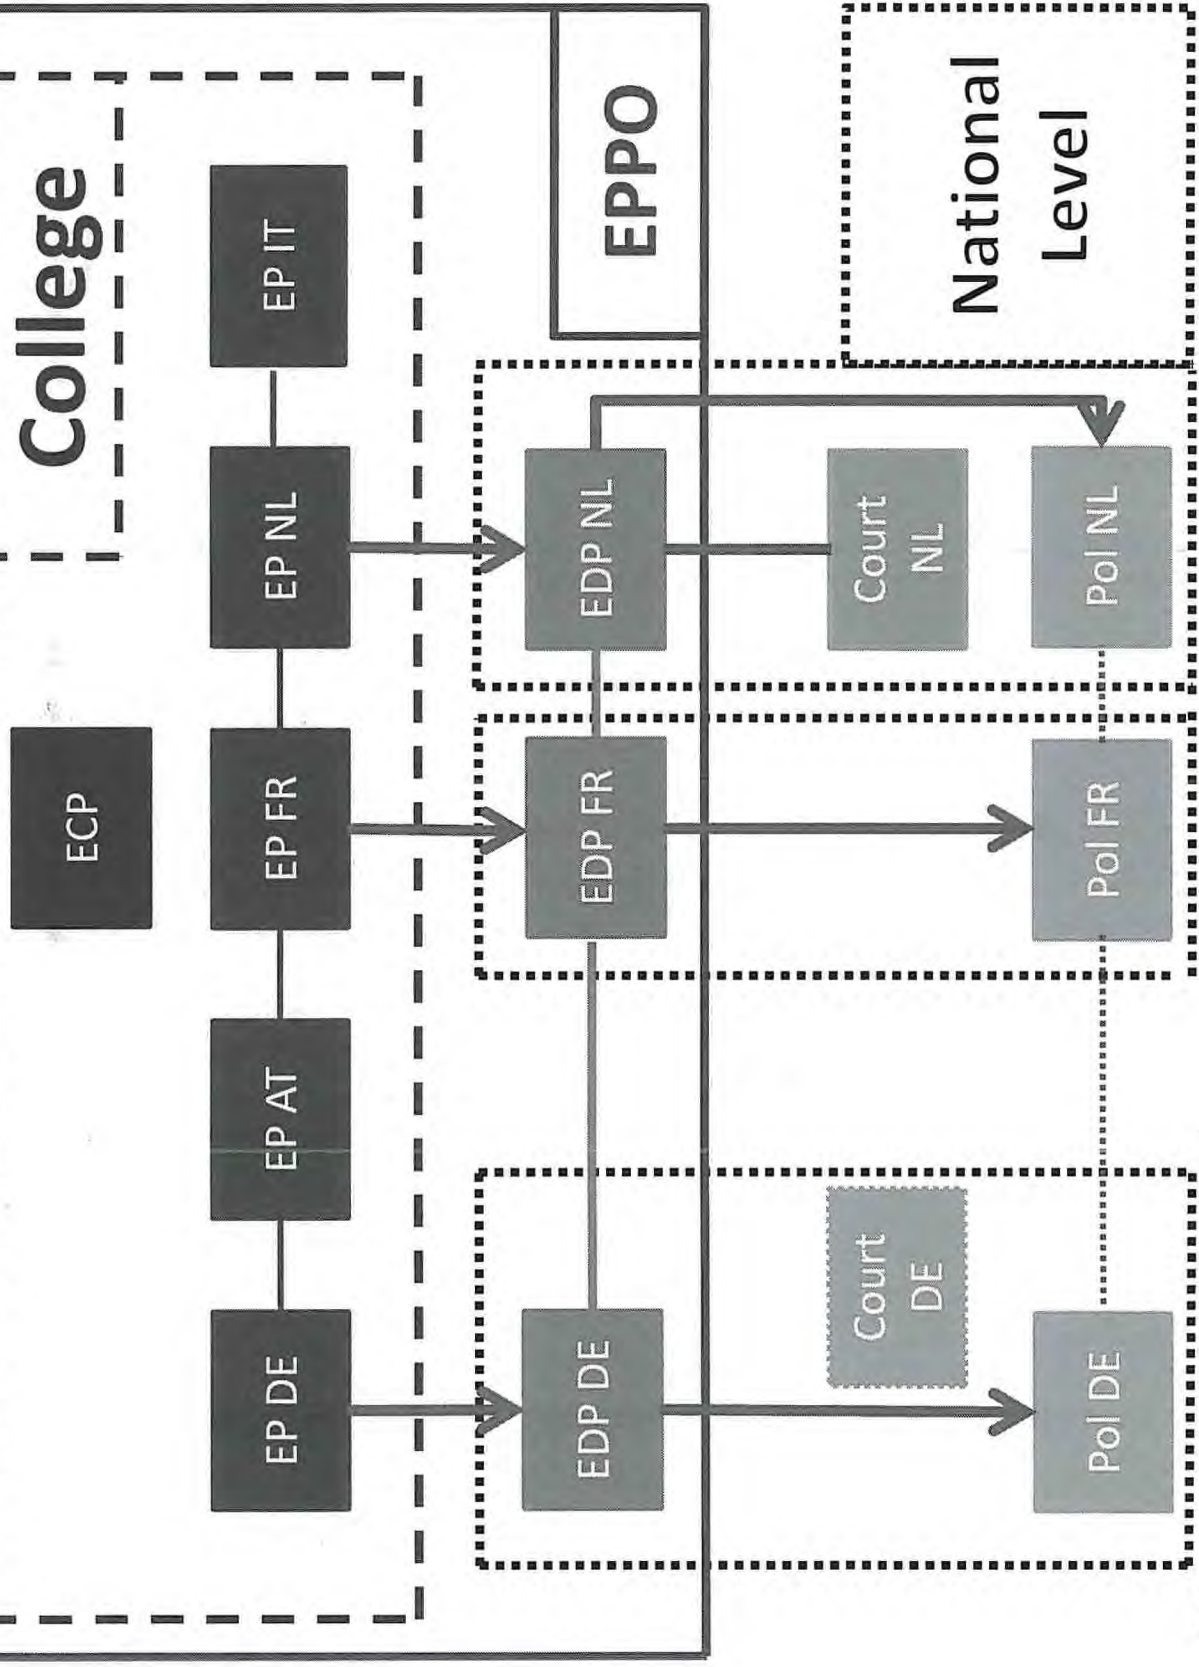 College
ECP
EP DE
EP AT
EP FR
EP NL
EP IT
EPPO
EDP DE
EDP FR
EDP NL
National
Level
Court
DE
Court
NL
Pol DE
Pol FR
Pol NL